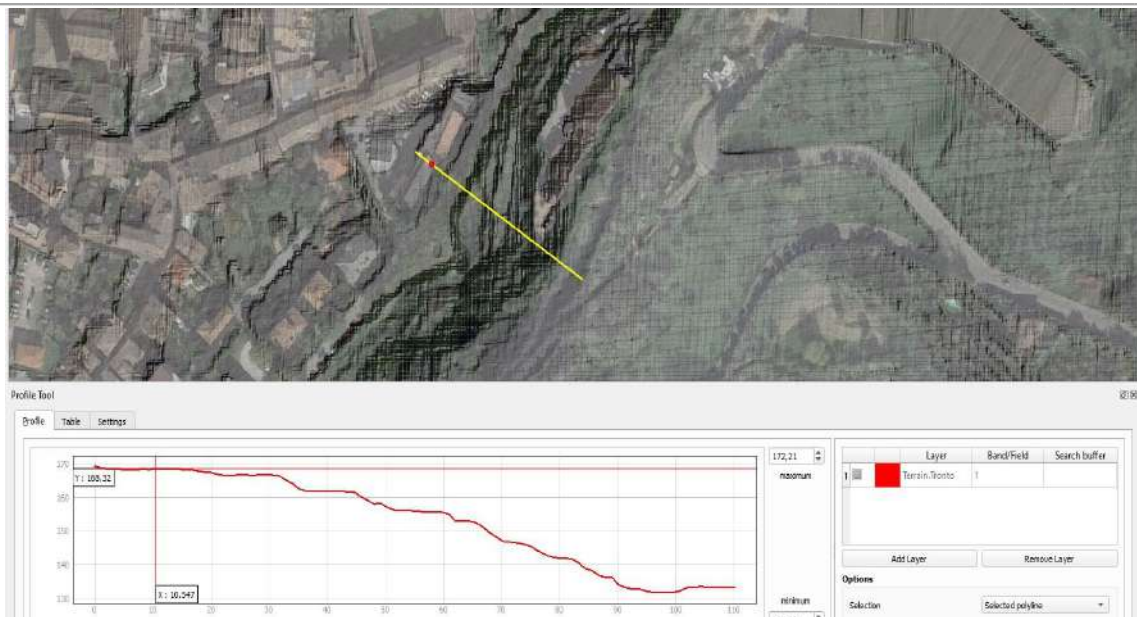 Profile Tool
Profile Table Settings
170
160
150
140
130
Y : 168,32
X : 10.547
0 10 20 30 40 50 60 70 80 90 100 110
172,21
maximum
minimum
Layer Band/Field Search buffer
1 Terrain.Tronto 1
Add Layer Remove Layer
Options
Selection Selected polyline